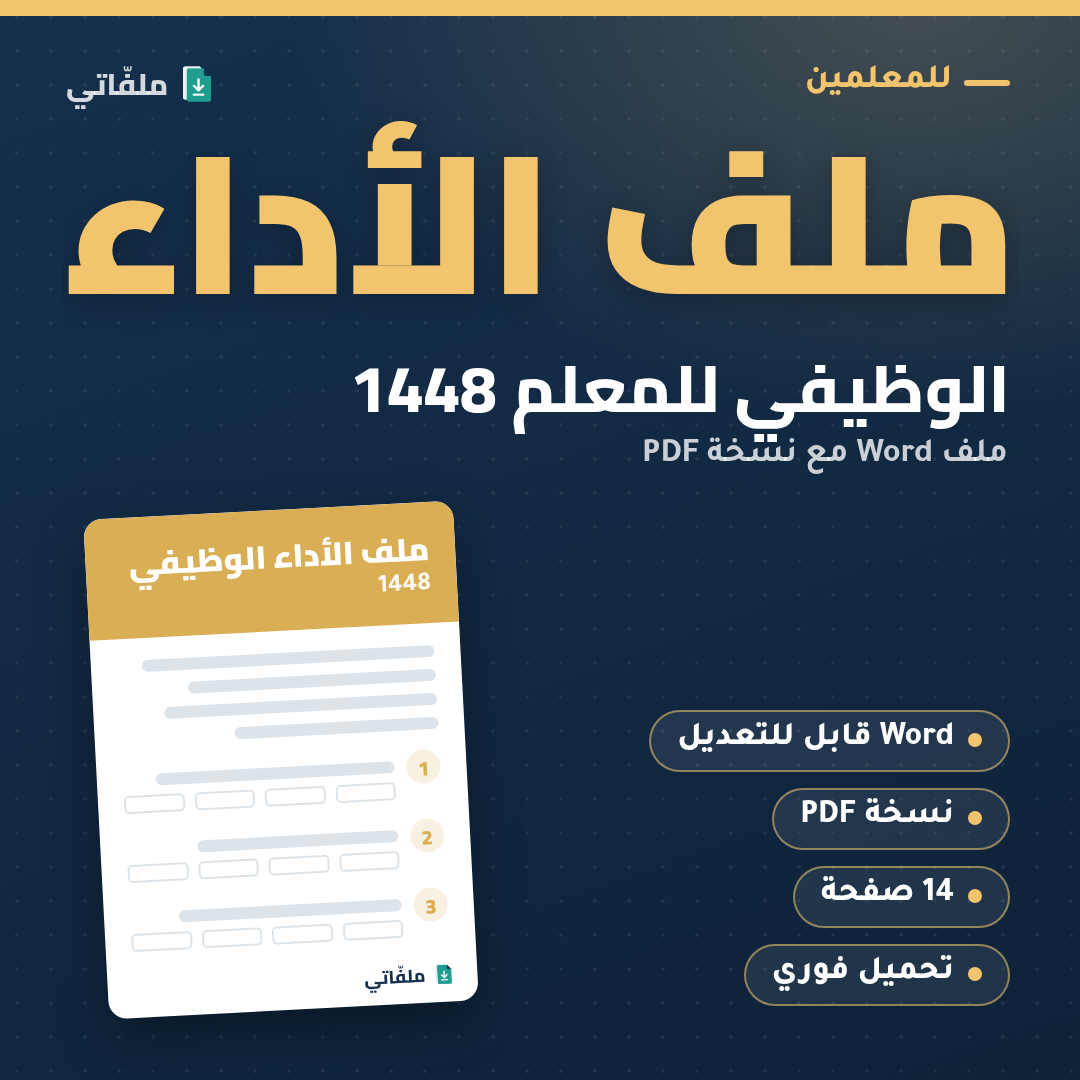 للمعلمين
ملفّاتي
ملف الأداء
الوظيفي للمعلم 1448
ملف Word مع نسخة PDF
ملف الأداء الوظيفي
1448
1
2
3
ملفّاتي
Word قابل للتعديل
نسخة PDF
14 صفحة
تحميل فوري